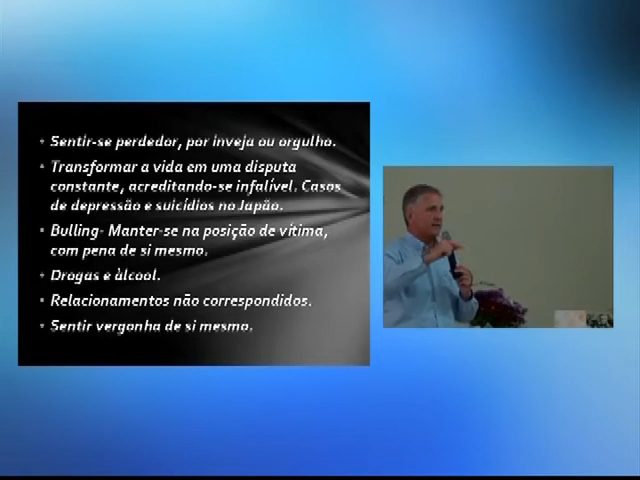 Sentir-se perdedor, por inveja ou orgulho.
Transformar a vida em uma disputa
constante, acreditando-se infalível. Casos
de depressão e suicídios no Japão.
Bulling- Manter-se na posição de vítima,
com pena de si mesmo.
Drogas e àlcool.
Relacionamentos não correspondidos.
Sentir vergonha de si mesmo.